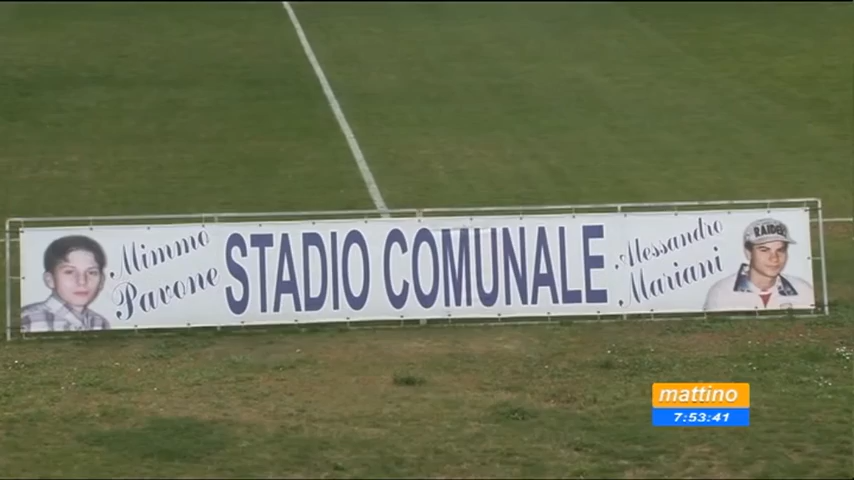 Mimmo
Pavone
STADIO COMUNALE
Alessandro
Mariani
RAIDERS
mattino
7:53:41